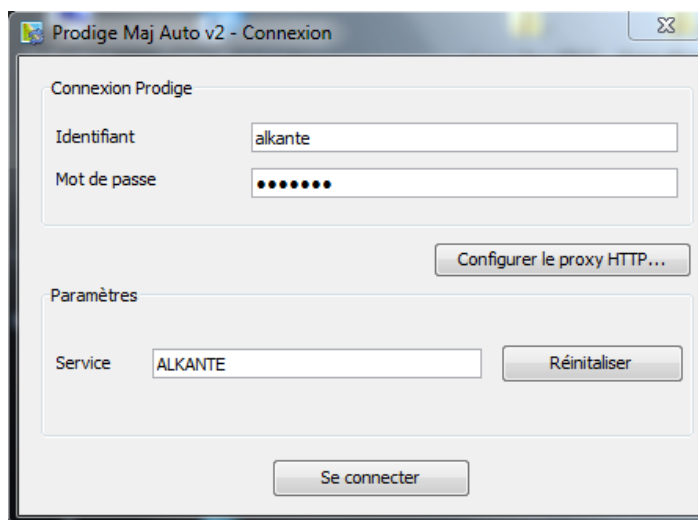 Prodige Maj Auto v2 - Connexion
Connexion Prodige
Identifiant alkante
Mot de passe •••••••
Configurer le proxy HTTP...
Paramètres
Service ALKANTE Réinitaliser
Se connecter